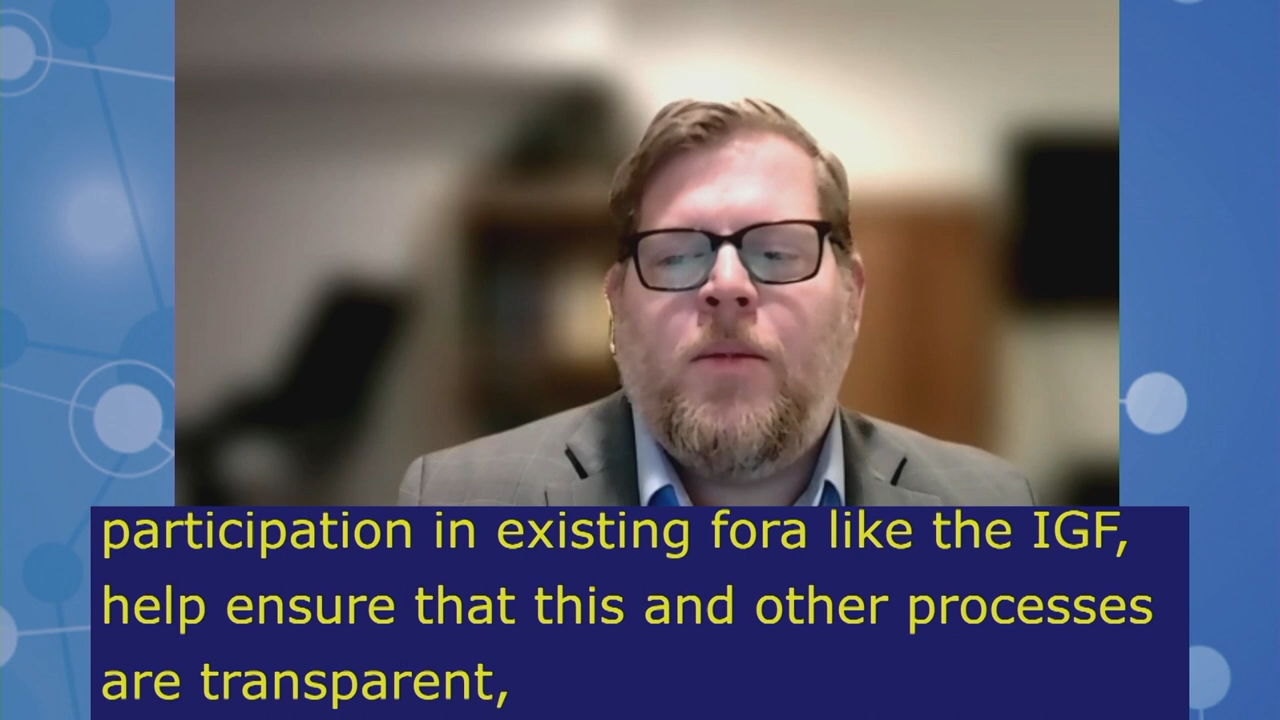 participation in existing fora like the IGF,
help ensure that this and other processes
are transparent,